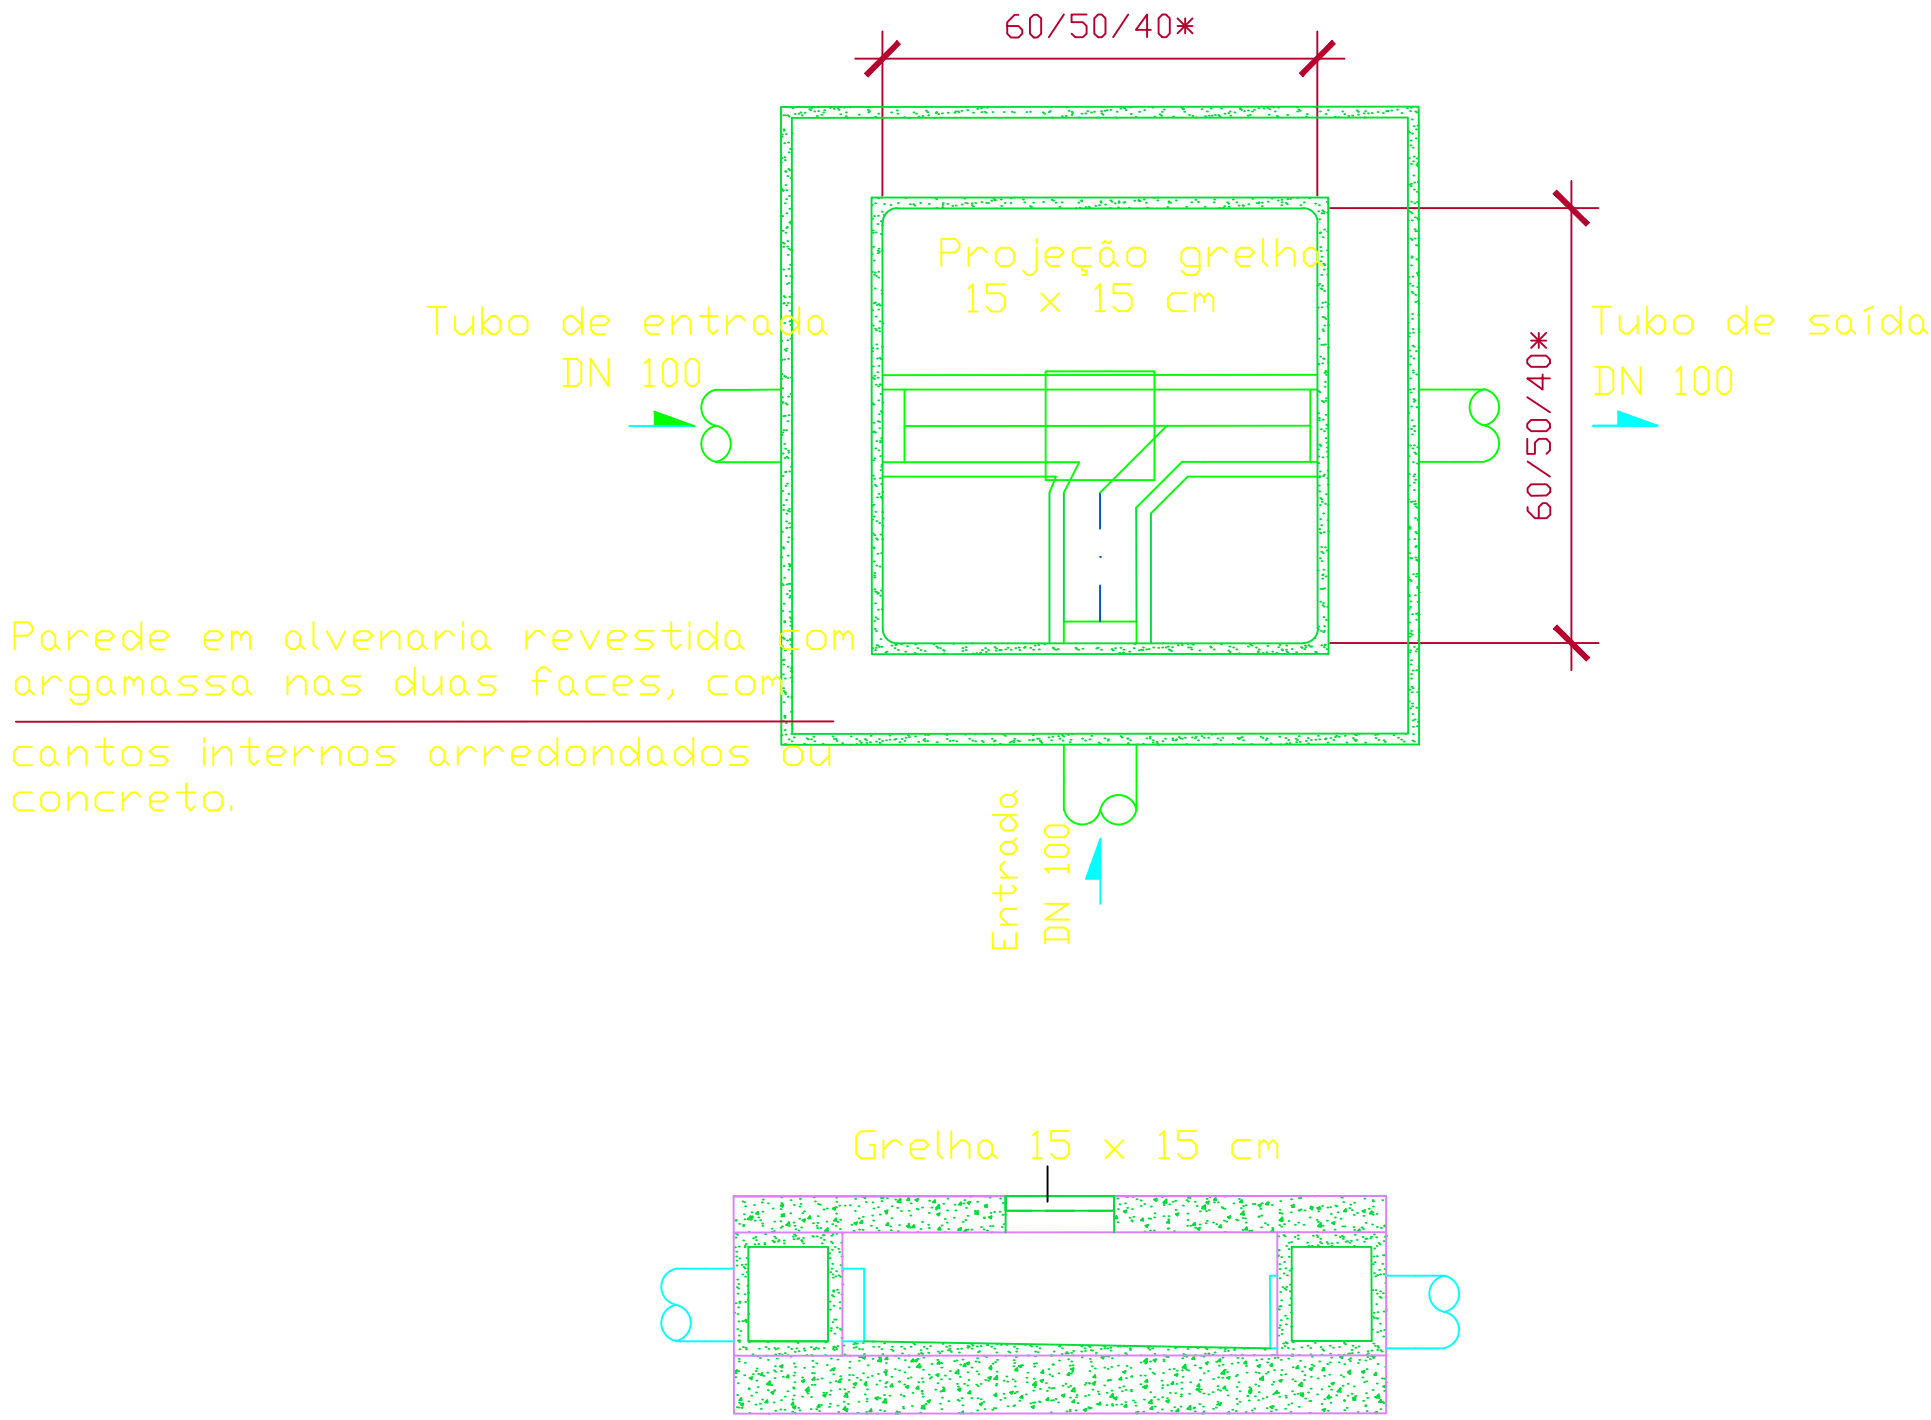 60/50/40*
Projeção grelha
15 x 15 cm
Tubo de entrada
DN 100
Tubo de saída
DN 100
60/50/40*
Parede em alvenaria revestida com
argamassa nas duas faces, com
cantos internos arredondados ou
concreto.
Entrada
DN 100
Grelha 15 x 15 cm